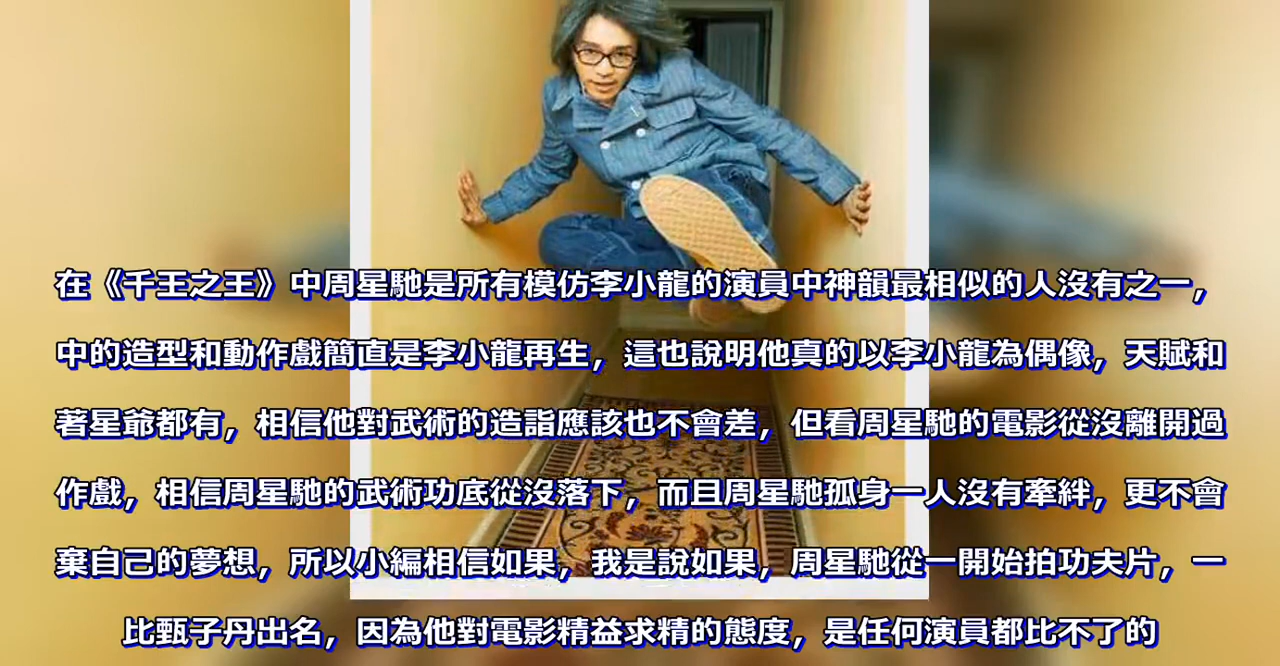 在《千王之王》中周星馳是所有模仿李小龍的演員中神韻最相似的人沒有之一，
中的造型和動作戲簡直是李小龍再生，這也說明他真的以李小龍為偶像，天賦和
著星爺都有，相信他對武術的造詣應該也不會差，但看周星馳的電影從沒離開過
作戲，相信周星馳的武術功底從沒落下，而且周星馳孤身一人沒有牽絆，更不會
棄自己的夢想，所以小編相信如果，我是說如果，周星馳從一開始拍功夫片，一
比甄子丹出名，因為他對電影精益求精的態度，是任何演員都比不了的